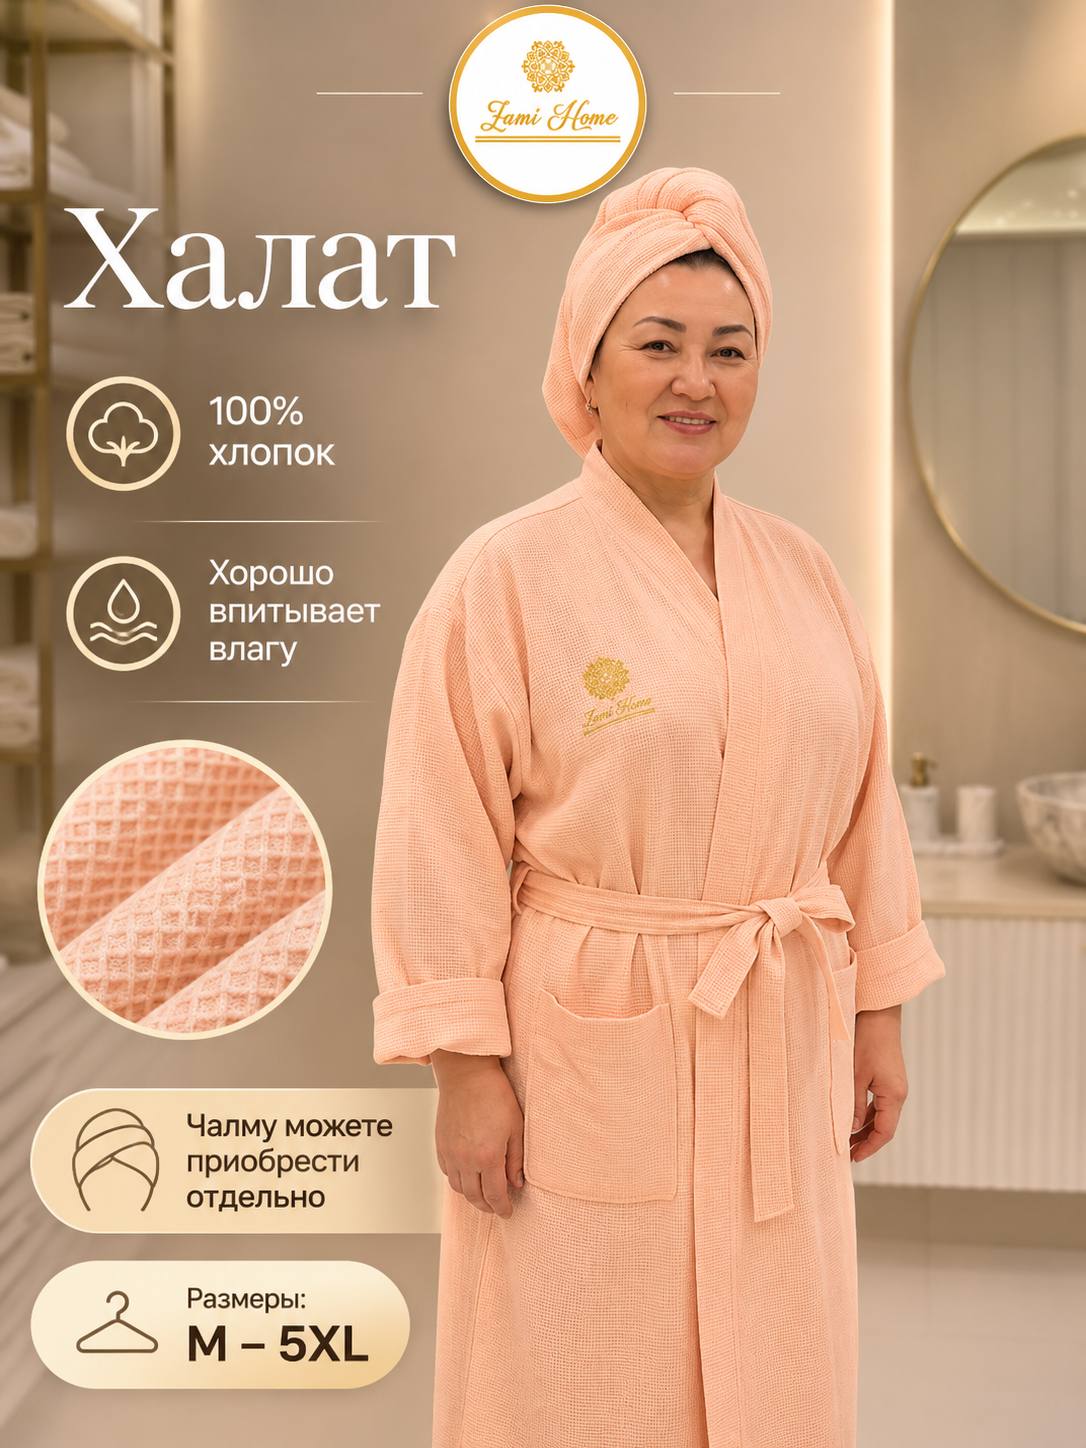 Zami Home
Халат
100%
хлопок
Хорошо
впитывает
влагу
Zami Home
Чалму можете
приобрести
отдельно
Размеры:
M – 5XL